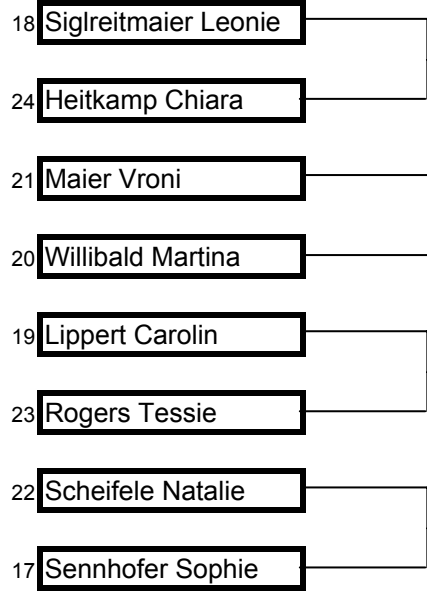 18 Siglreitmaier Leonie
24 Heitkamp Chiara
21 Maier Vroni
20 Willibald Martina
19 Lippert Carolin
23 Rogers Tessie
22 Scheifele Natalie
17 Sennhofer Sophie